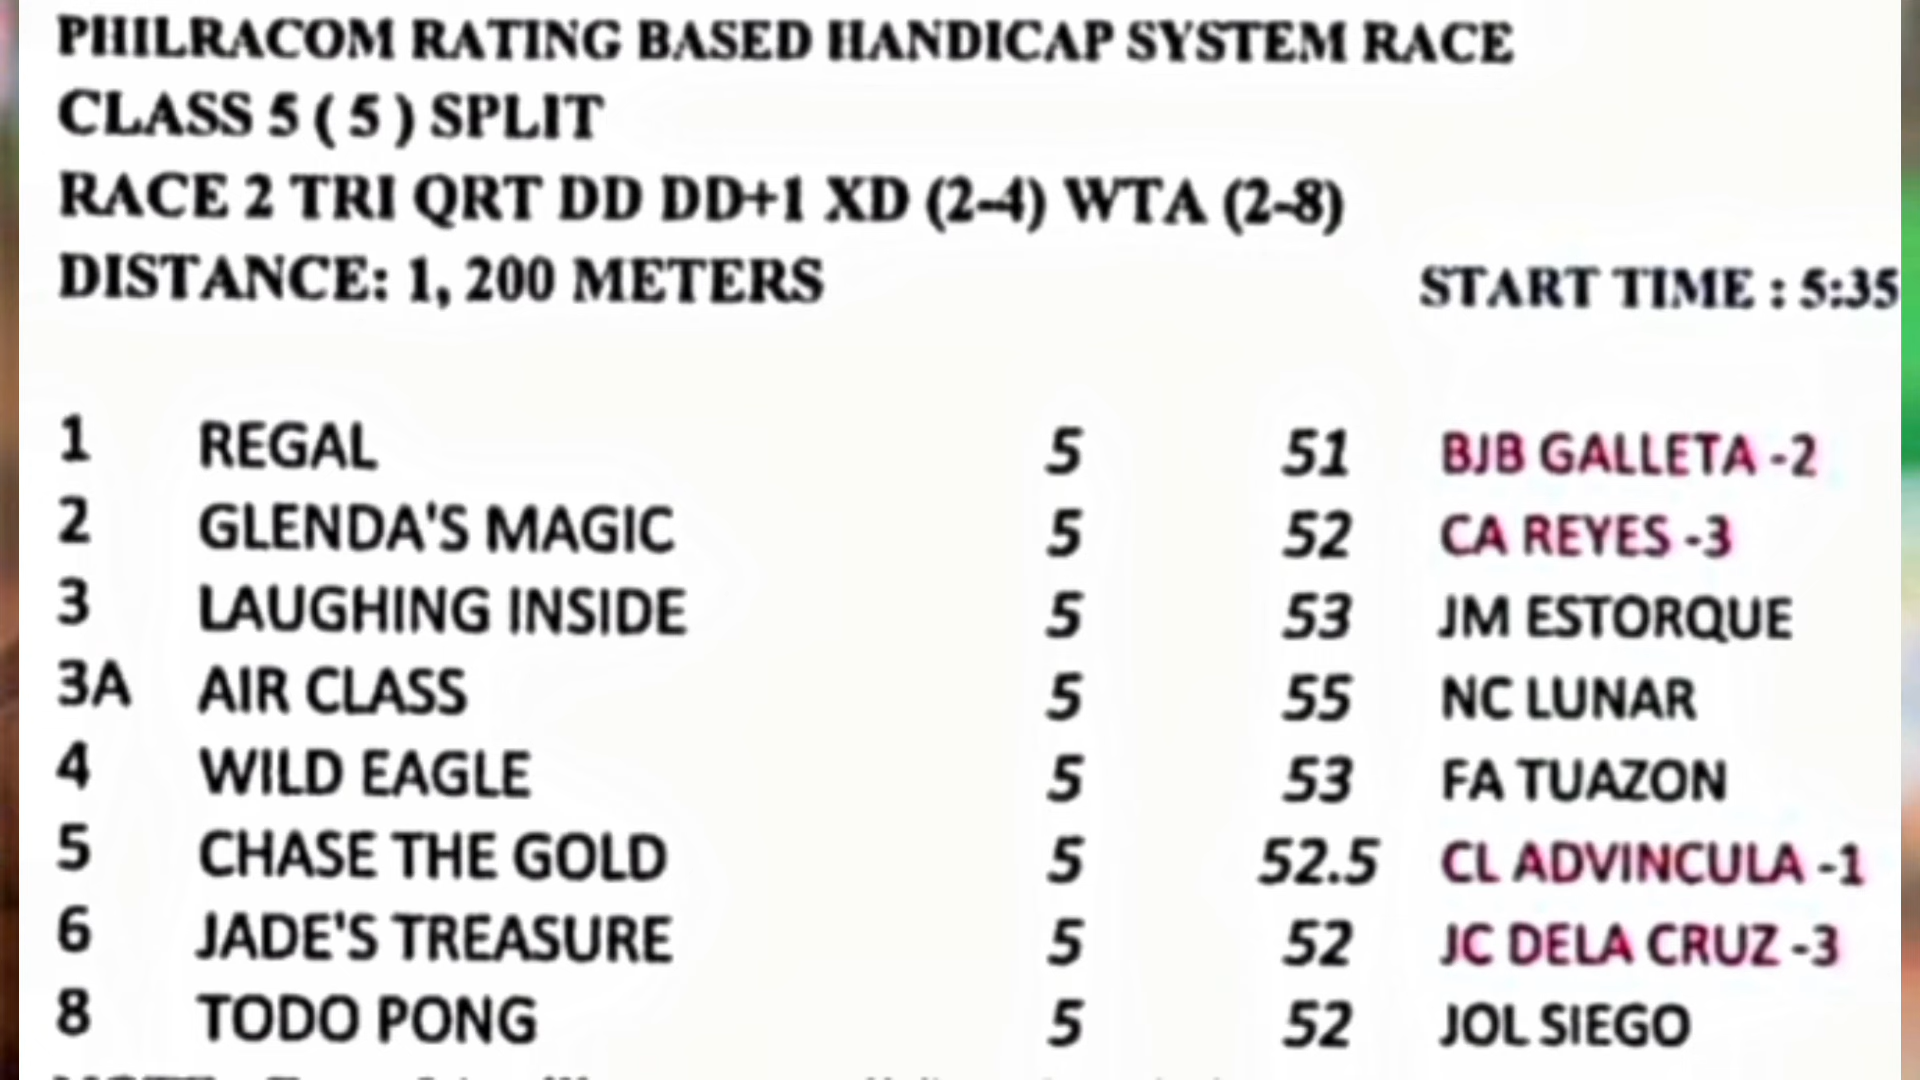 PHILRACOM RATING BASED HANDICAP SYSTEM RACE
CLASS 5 ( 5 ) SPLIT
RACE 2 TRI QRT DD DD+1 XD (2-4) WTA (2-8)
DISTANCE: 1, 200 METERS START TIME : 5:35
1 REGAL 5 51 BJB GALLETA -2
2 GLENDA'S MAGIC 5 52 CA REYES -3
3 LAUGHING INSIDE 5 53 JM ESTORQUE
3A AIR CLASS 5 55 NC LUNAR
4 WILD EAGLE 5 53 FA TUAZON
5 CHASE THE GOLD 5 52.5 CL ADVINCULA -1
6 JADE'S TREASURE 5 52 JC DELA CRUZ -3
8 TODO PONG 5 52 JOL SIEGO